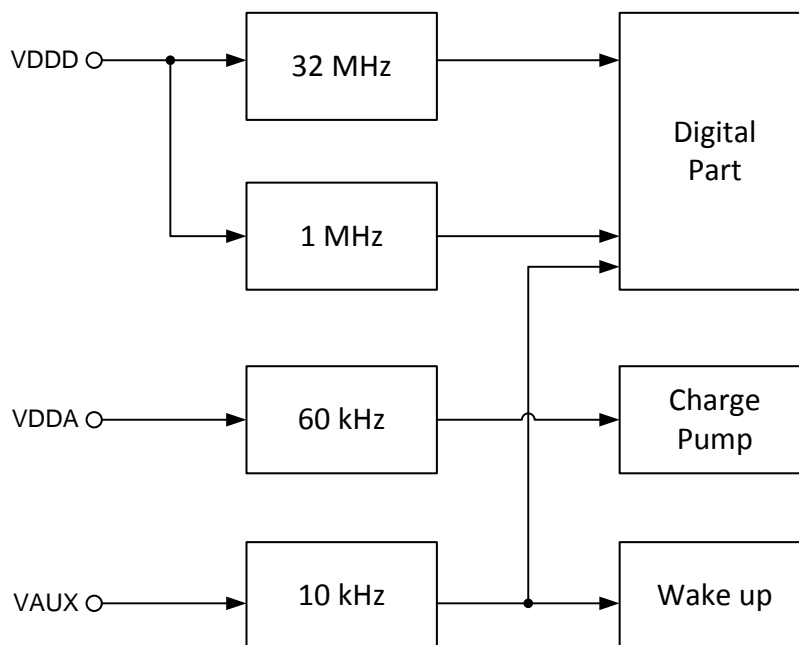 VDDD
32 MHz
Digital
Part
1 MHz
VDDA
60 kHz
Charge
Pump
VAUX
10 kHz
Wake up